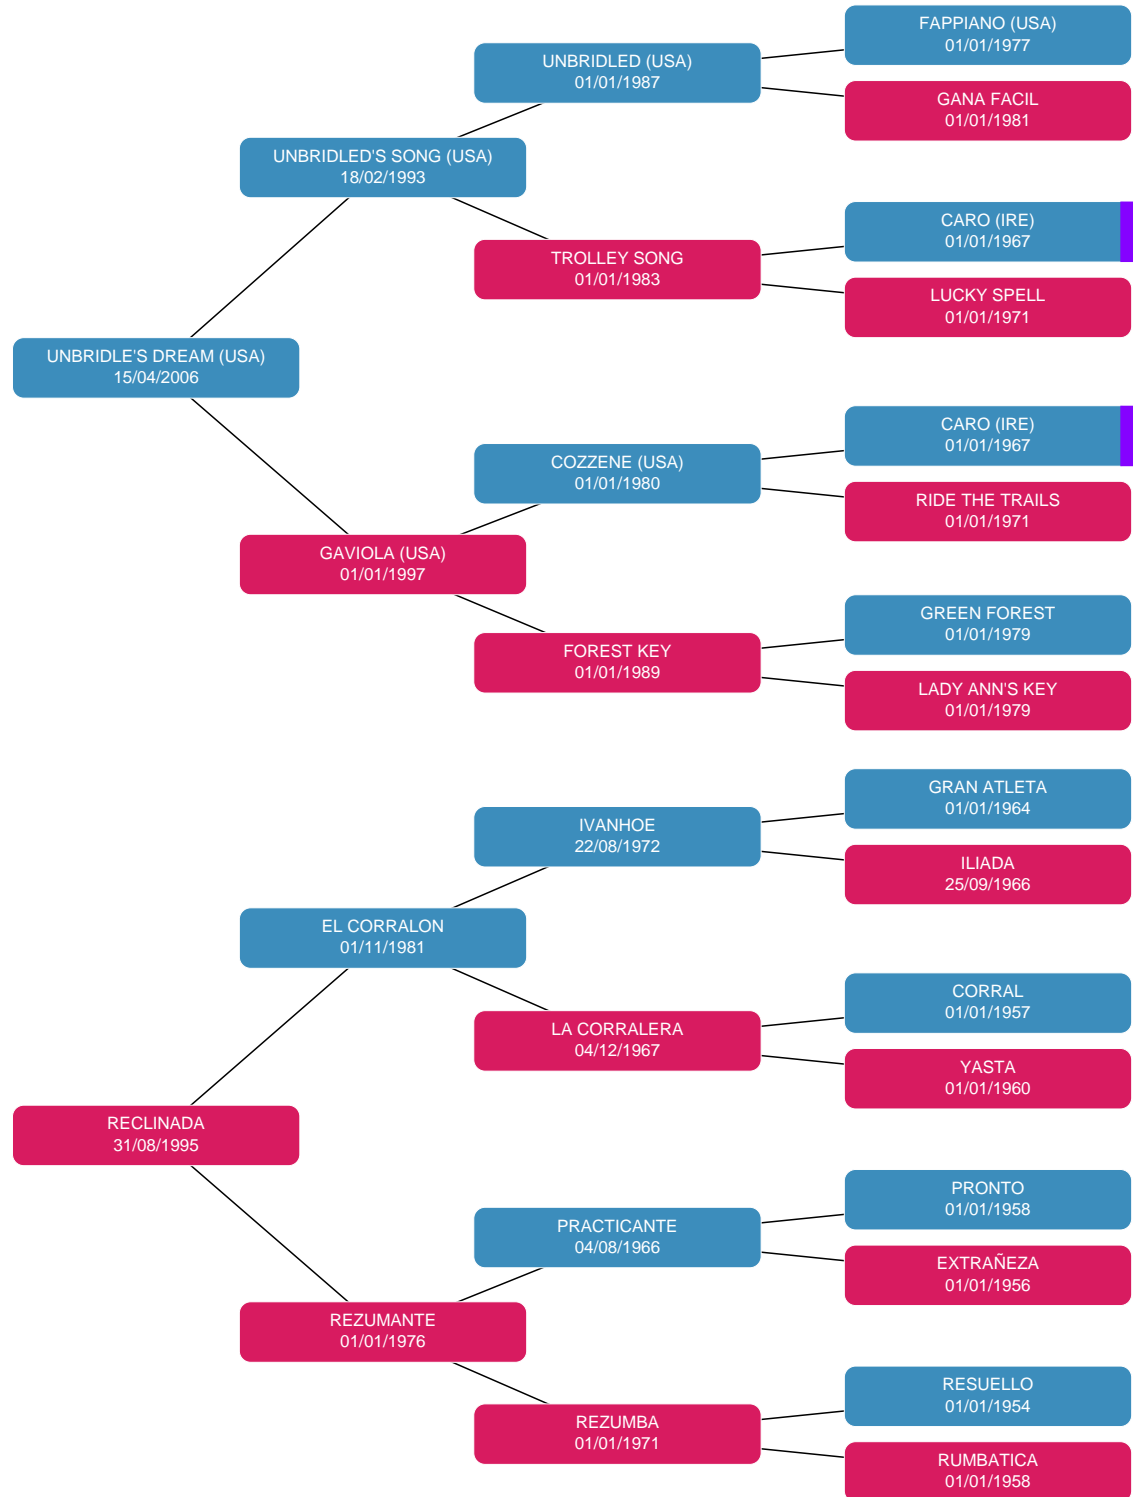 FAPPIANO (USA)
01/01/1977
UNBRIDLED (USA)
01/01/1987
GANA FACIL
01/01/1981
UNBRIDLED'S SONG (USA)
18/02/1993
CARO (IRE)
01/01/1967
TROLLEY SONG
01/01/1983
LUCKY SPELL
01/01/1971
UNBRIDLE'S DREAM (USA)
15/04/2006
CARO (IRE)
01/01/1967
COZZENE (USA)
01/01/1980
RIDE THE TRAILS
01/01/1971
GAVIOLA (USA)
01/01/1997
GREEN FOREST
01/01/1979
FOREST KEY
01/01/1989
LADY ANN'S KEY
01/01/1979
GRAN ATLETA
01/01/1964
IVANHOE
22/08/1972
ILIADA
25/09/1966
EL CORRALON
01/11/1981
CORRAL
01/01/1957
LA CORRALERA
04/12/1967
YASTA
01/01/1960
RECLINADA
31/08/1995
PRONTO
01/01/1958
PRACTICANTE
04/08/1966
EXTRAÑEZA
01/01/1956
REZUMANTE
01/01/1976
RESUELLO
01/01/1954
REZUMBA
01/01/1971
RUMBATICA
01/01/1958